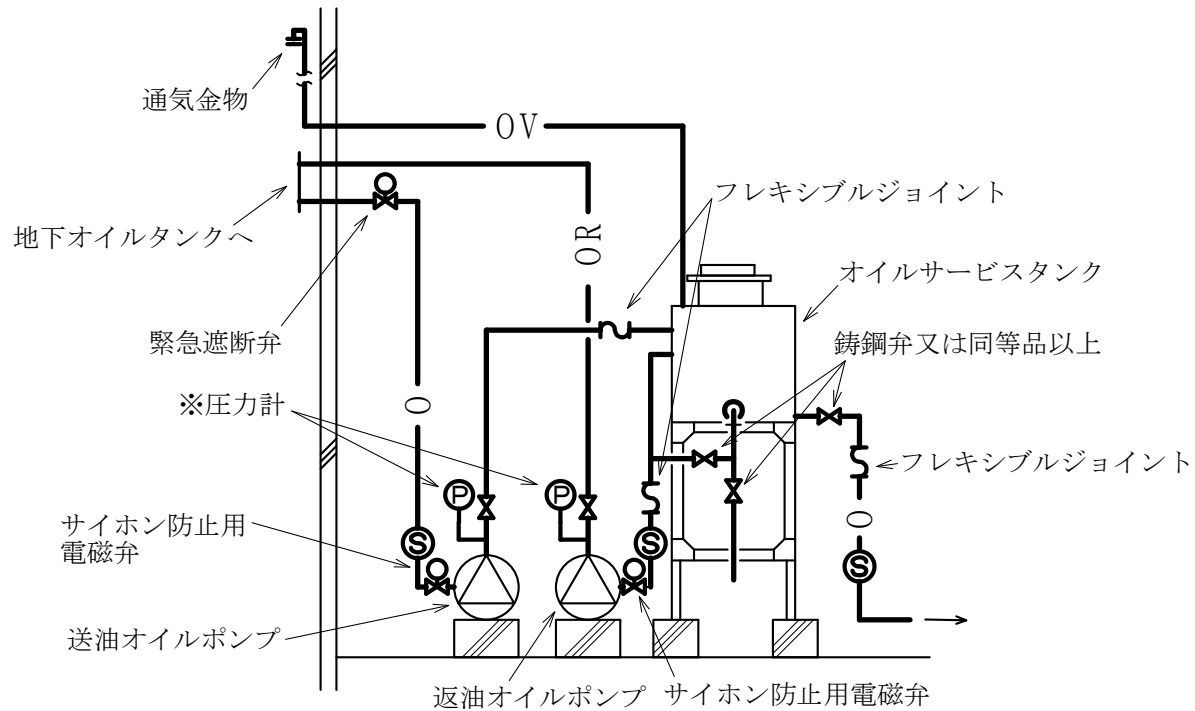 通気金物
OV
地下オイルタンクへ
フレキシブルジョイント
OR
オイルサービスタンク
緊急遮断弁
鋳鋼弁又は同等品以上
※圧力計
O
フレキシブルジョイント
P
P
サイホン防止用
電磁弁
S
S
O
S
送油オイルポンプ
返油オイルポンプ
サイホン防止用電磁弁